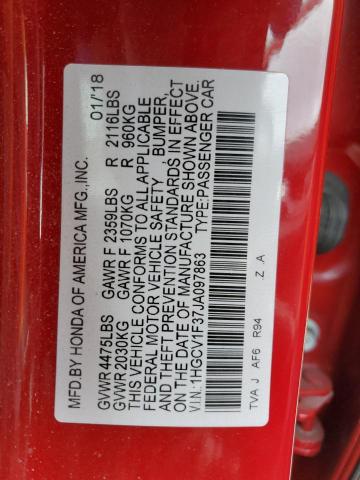 MFD.BY HONDA OF AMERICA MFG.,INC. 01/'18
GVWR 4475LBS GAWR F 2359LBS R 2116LBS
GVWR 2030KG GAWR F 1070KG R 960KG
THIS VEHICLE CONFORMS TO ALL APPLICABLE
FEDERAL MOTOR VEHICLE SAFETY, BUMPER,
AND THEFT PREVENTION STANDARDS IN EFFECT
ON THE DATE OF MANUFACTURE SHOWN ABOVE.
V.I.N.:1HGCV1F37JA097863 TYPE:PASSENGER CAR
TVA J AF6 R94 .Z .A